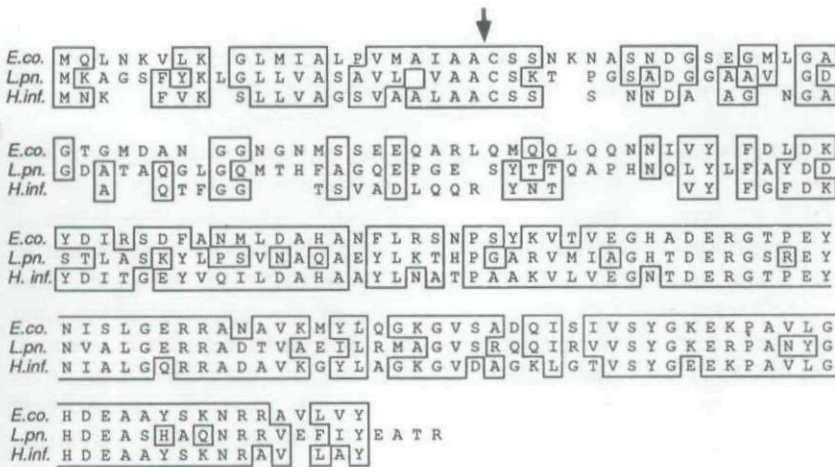 E.co. M Q L N K V L K G L M I A L P V M A I A A C S S N K N A S N D G S E G M L G A
L.pn. M K A G S F Y K L G L L V A S A V L V A A C S K T P G S A D G G A A V G D
H.inf. M N K F V K S L L V A G S V A A L A A C S S S N N D A A G N G A
E.co. G T G M D A N G G N G N M S S E E Q A R L Q M Q Q L Q Q N N I V Y F D L D K
L.pn. G D A T A Q G L G Q M T H F A G Q E P G E S Y T T Q A P H N Q L Y L F A Y D D
H.inf. A Q T F G G T S V A D L Q Q R Y N T V Y F G F D K
E.co. Y D I R S D F A N M L D A H A N F L R S N P S Y K V T V E G H A D E R G T P E Y
L.pn. S T L A S K Y L P S V N A Q A E Y L K T H P G A R V M I A G H T D E R G S R E Y
H. inf. Y D I T G E Y V Q I L D A H A A Y L N A T P A A K V L V E G N T D E R G T P E Y
E.co. N I S L G E R R A N A V K M Y L Q G K G V S A D Q I S I V S Y G K E K P A V L G
L.pn. N V A L G E R R A D T V A E I L R M A G V S R Q Q I R V V S Y G K E R P A N Y G
H.inf. N I A L G Q R R A D A V K G Y L A G K G V D A G K L G T V S Y G E E K P A V L G
E.co. H D E A A Y S K N R R A V L V Y
L.pn. H D E A S H A Q N R R V E F I Y E A T R
H.inf. H D E A A Y S K N R A V L A Y